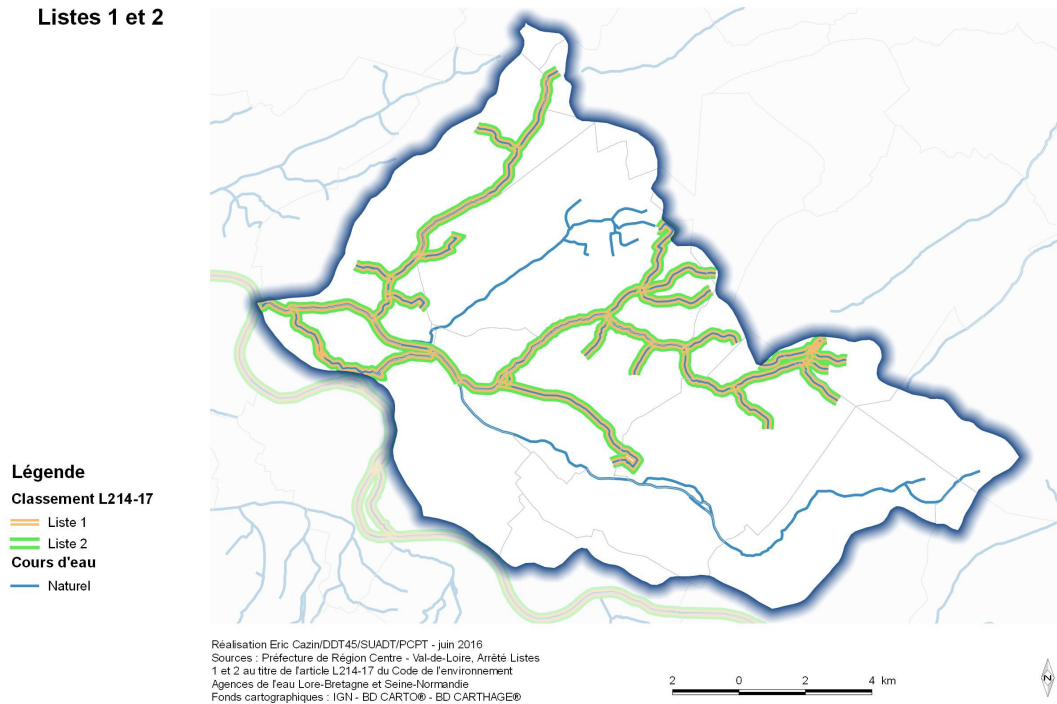 Listes 1 et 2
Légende
Classement L214-17
Liste 1
Liste 2
Cours d'eau
Naturel
Réalisation Eric Cazin/DDT45/SUADT/PCPT - juin 2016
Sources : Préfecture de Région Centre - Val-de-Loire, Arrêté Listes
1 et 2 au titre de l'article L214-17 du Code de l'environnement
Agences de l'eau Lore-Bretagne et Seine-Normandie
Fonds cartographiques : IGN - BD CARTO® - BD CARTHAGE®
2 0 2 4 km
N